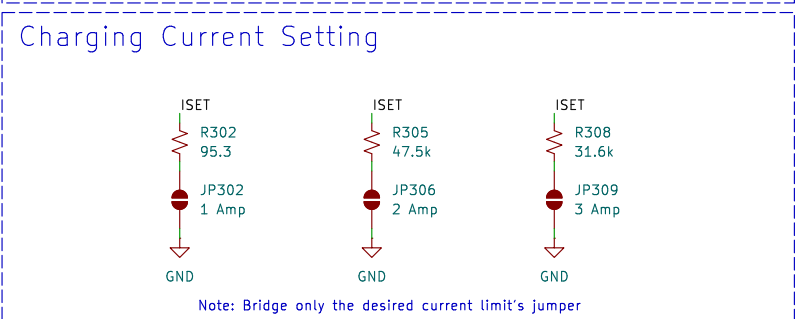 Charging Current Setting
ISET ISET ISET
R302 R305 R308
95.3 47.5k 31.6k
JP302 JP306 JP309
1 Amp 2 Amp 3 Amp
GND GND GND
Note: Bridge only the desired current limit's jumper